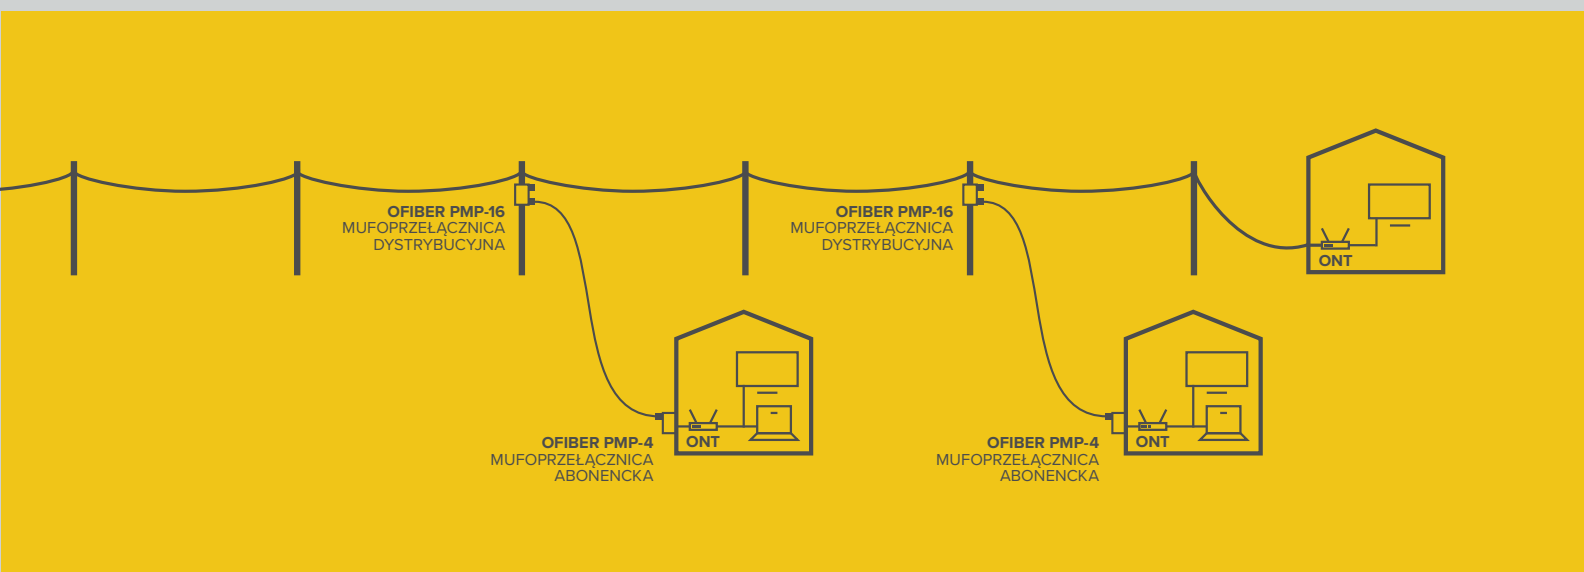 OFIBER PMP-16
MUFOPRZEŁĄCZNICA
DYSTRYBUCYJNA
OFIBER PMP-16
MUFOPRZEŁĄCZNICA
DYSTRYBUCYJNA
ONT
OFIBER PMP-4
MUFOPRZEŁĄCZNICA
ABONENCKA
ONT
OFIBER PMP-4
MUFOPRZEŁĄCZNICA
ABONENCKA
ONT